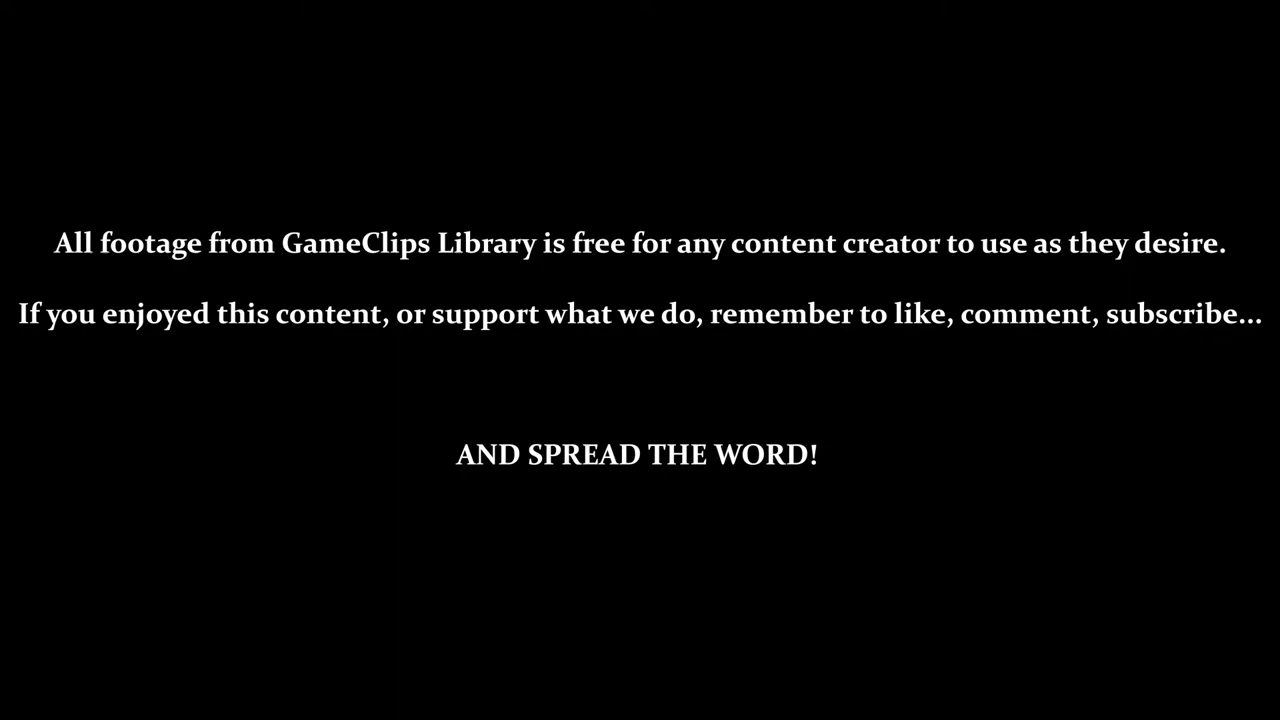 All footage from GameClips Library is free for any content creator to use as they desire.
If you enjoyed this content, or support what we do, remember to like, comment, subscribe...
AND SPREAD THE WORD!